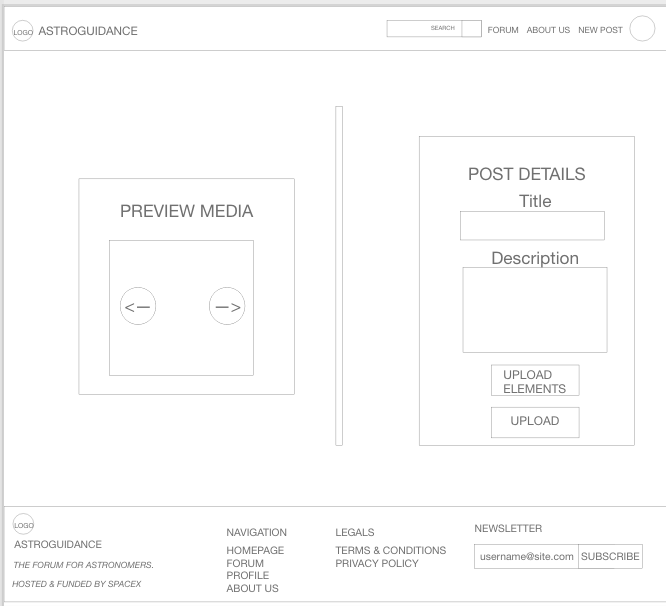 LOGO ASTROGUIDANCE SEARCH FORUM ABOUT US NEW POST
PREVIEW MEDIA
<— —>
POST DETAILS
Title
Description
UPLOAD
ELEMENTS
UPLOAD
LOGO
ASTROGUIDANCE
THE FORUM FOR ASTRONOMERS.
HOSTED & FUNDED BY SPACEX
NAVIGATION
HOMEPAGE
FORUM
PROFILE
ABOUT US
LEGALS
TERMS & CONDITIONS
PRIVACY POLICY
NEWSLETTER
username@site.com SUBSCRIBE